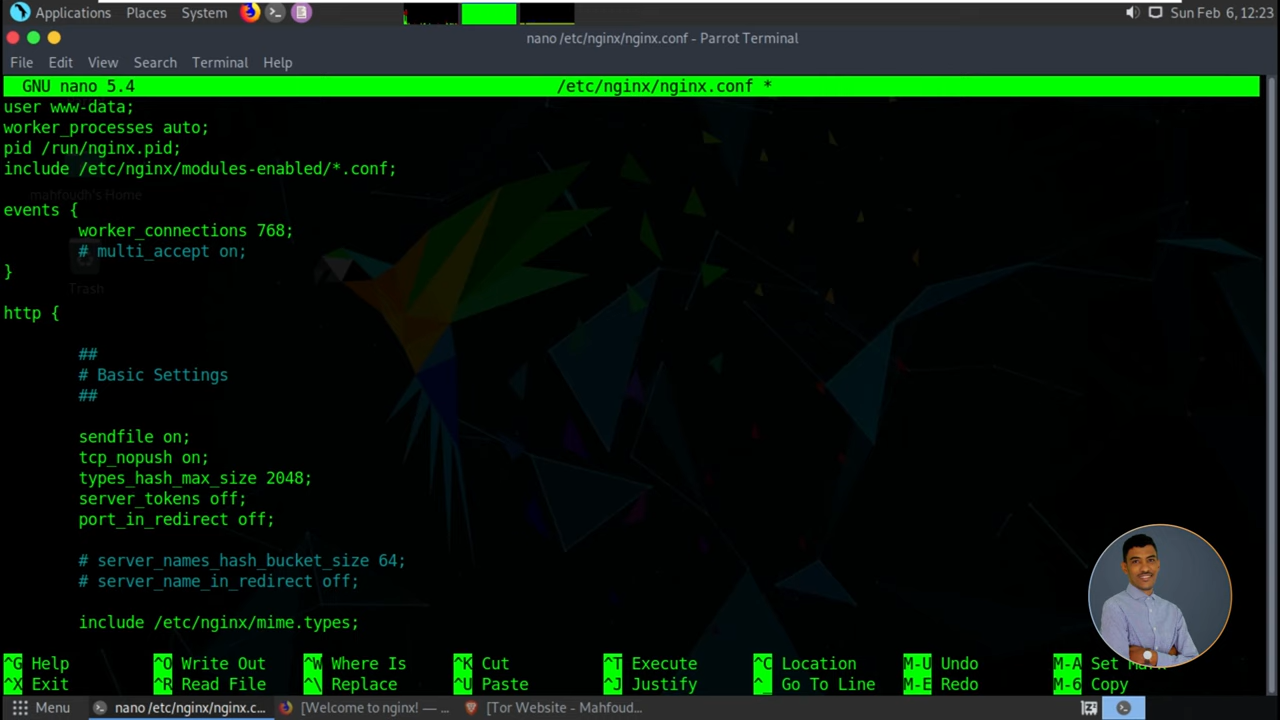 Applications Places System Sun Feb 6, 12:23
nano /etc/nginx/nginx.conf - Parrot Terminal
File Edit View Search Terminal Help
GNU nano 5.4 /etc/nginx/nginx.conf *
user www-data;
worker_processes auto;
pid /run/nginx.pid;
include /etc/nginx/modules-enabled/*.conf;
mahfoudh's Home
events {
worker_connections 768;
# multi_accept on;
}
Trash
http {
##
# Basic Settings
##
sendfile on;
tcp_nopush on;
types_hash_max_size 2048;
server_tokens off;
port_in_redirect off;
# server_names_hash_bucket_size 64;
# server_name_in_redirect off;
include /etc/nginx/mime.types;
^G Help ^O Write Out ^W Where Is ^K Cut ^T Execute ^C Location M-U Undo M-A Set
^X Exit ^R Read File ^\ Replace ^U Paste ^J Justify ^_ Go To Line M-E Redo M-6 Copy
Menu nano /etc/nginx/nginx.c... [Welcome to nginx! — ... [Tor Website - Mahfoud...